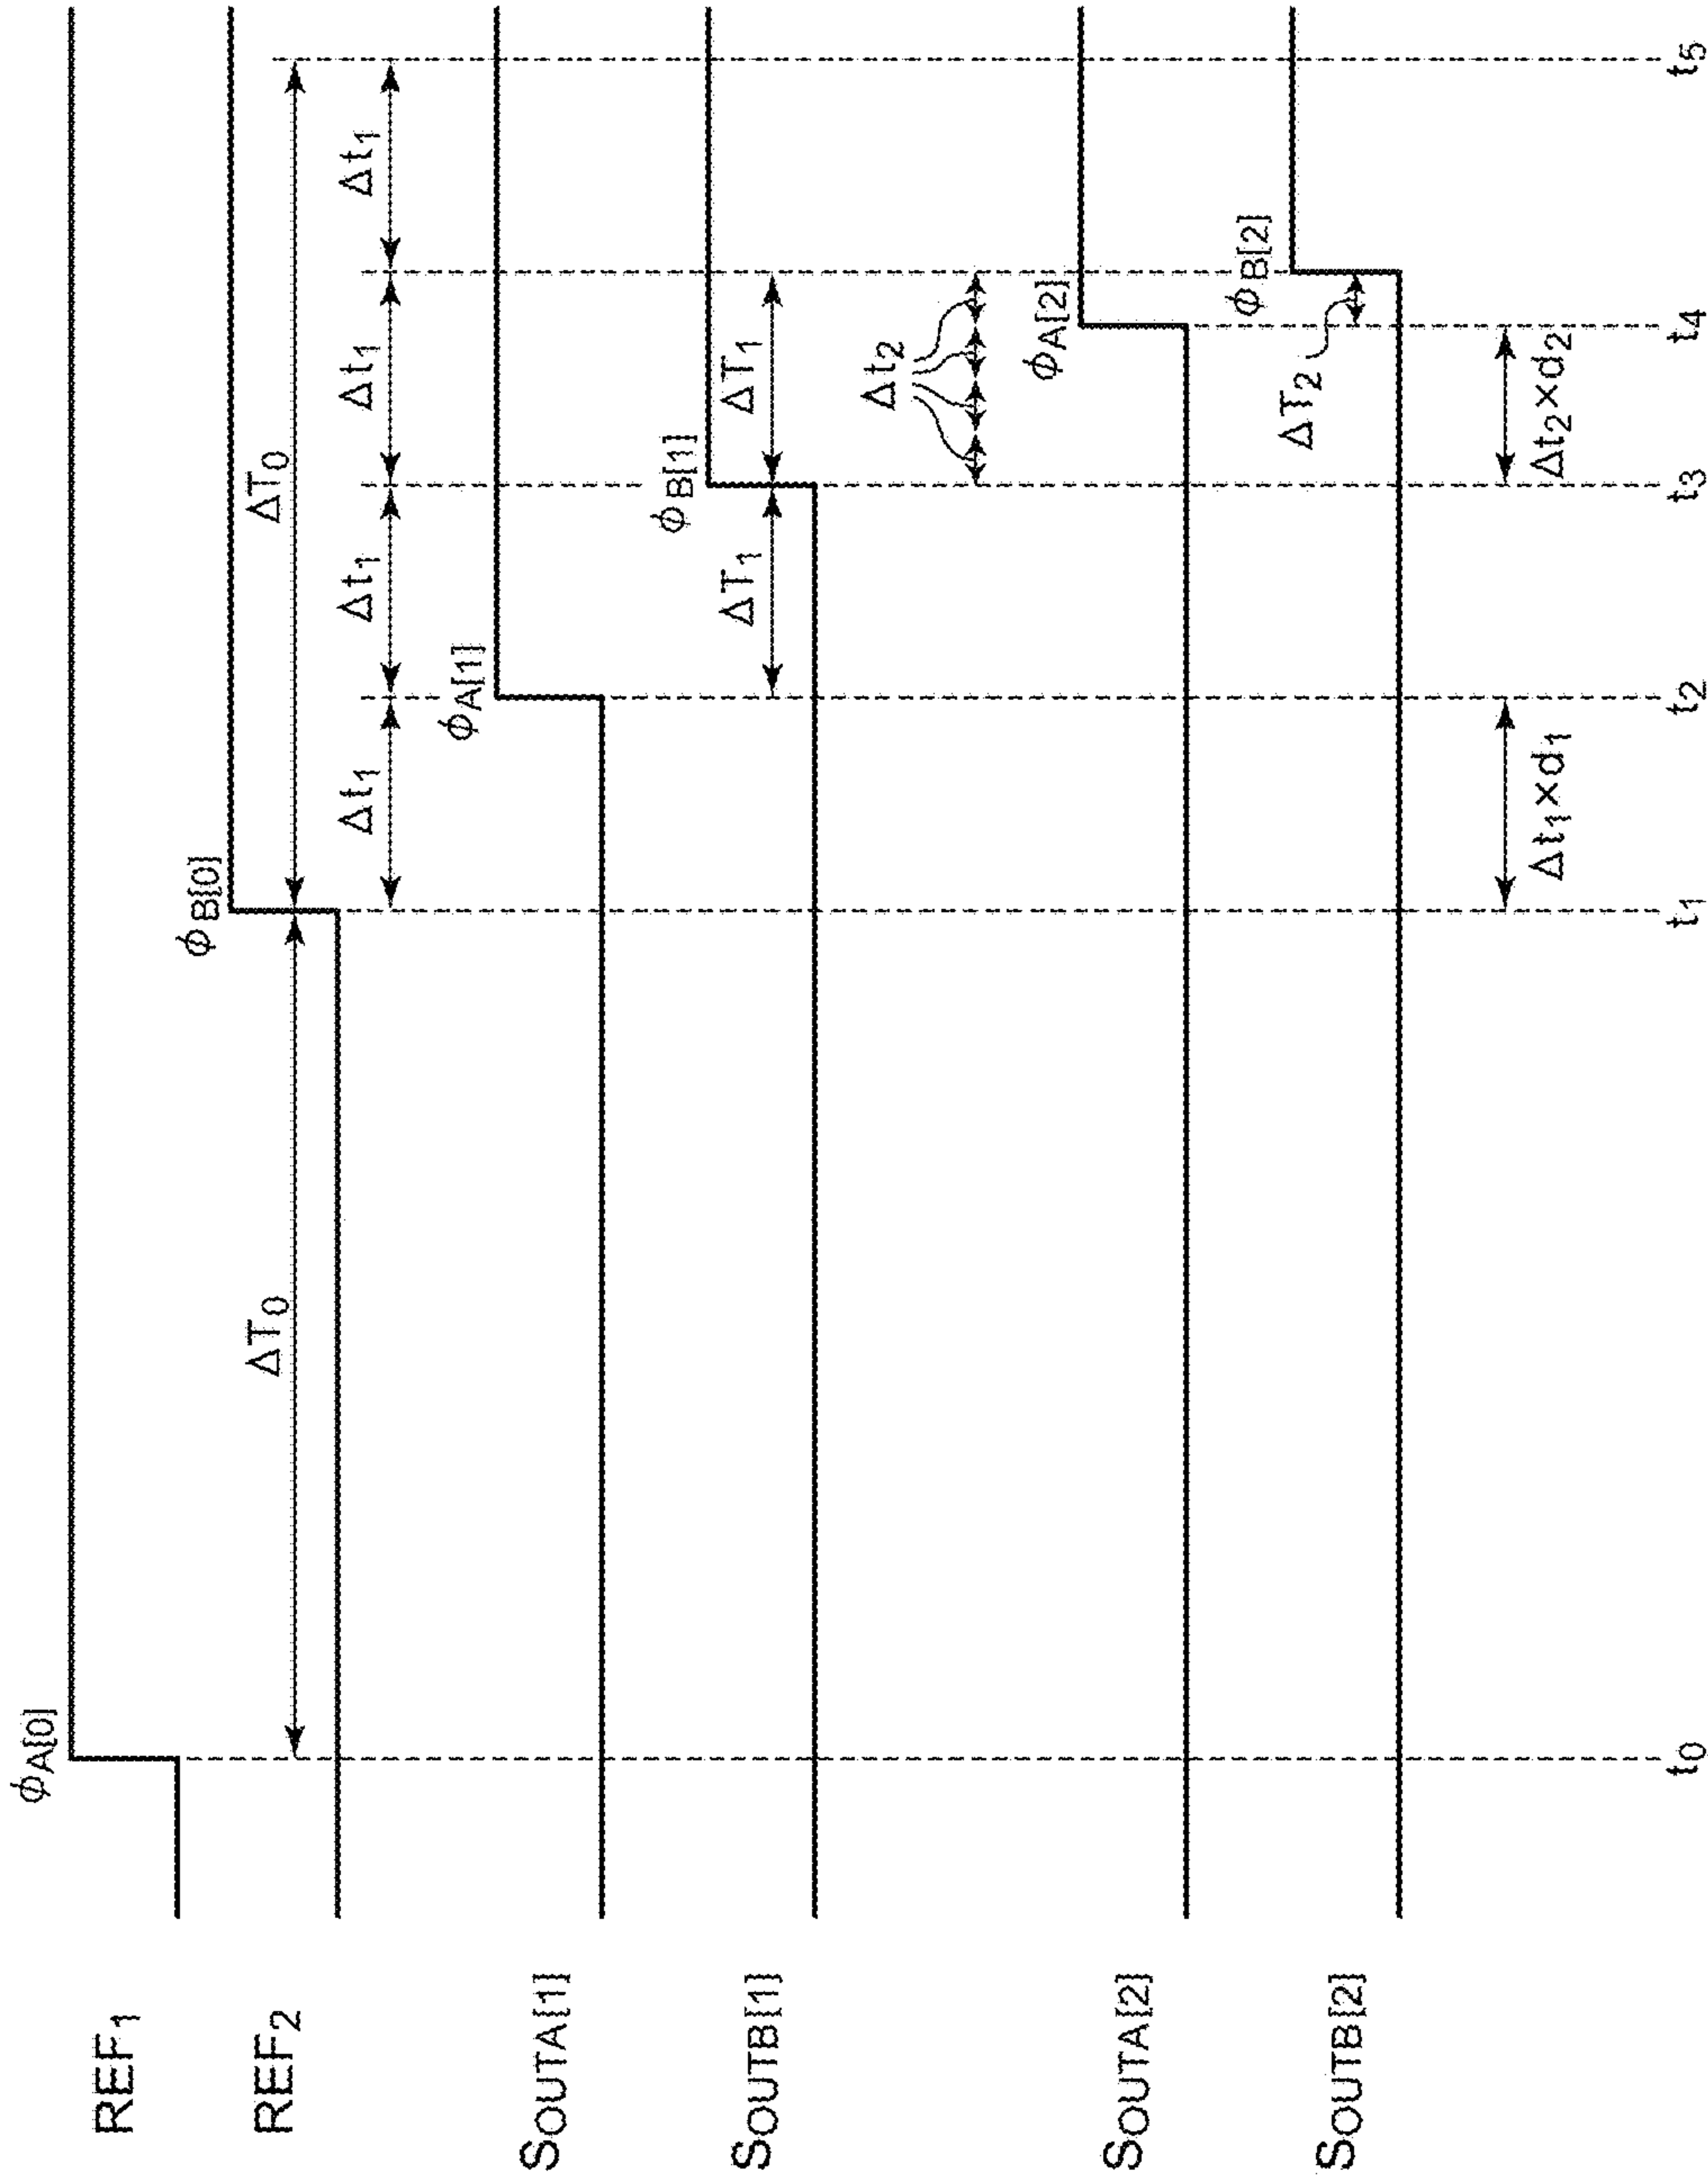 REF₁
ϕA[0]
REF₂
ΔT₀
ϕB[0]
ΔT₀
Δt₁
Δt₁
Δt₁
Δt₁
SOUTA[1]
ϕA[1]
SOUTB[1]
ΔT₁
ϕB[1]
ΔT₁
Δt₂
SOUTA[2]
ϕA[2]
SOUTB[2]
ΔT₂
ϕB[2]
Δt₁×d₁
Δt₂×d₂
t₀
t₁
t₂
t₃
t₄
t₅